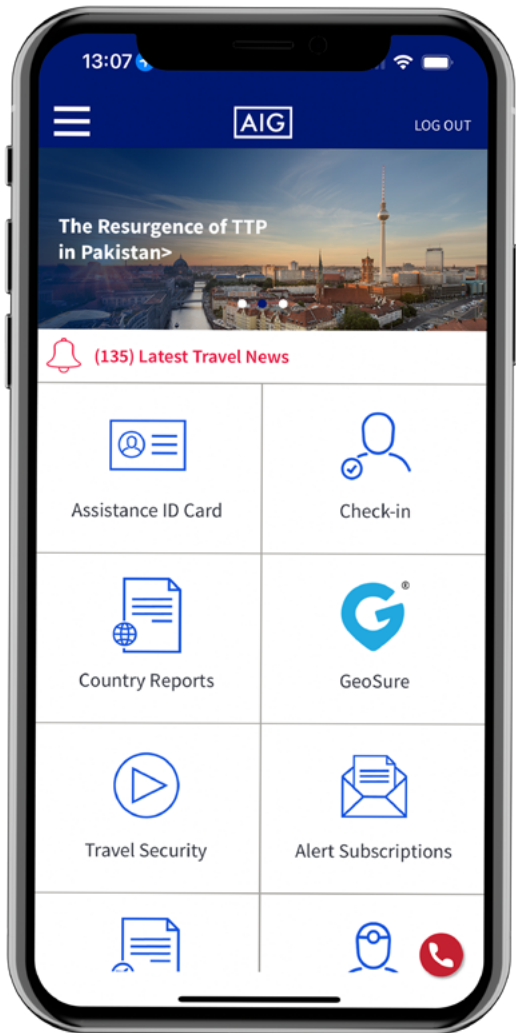 13:07
AIG
LOG OUT
The Resurgence of TTP
in Pakistan>
(135) Latest Travel News
Assistance ID Card
Check-in
Country Reports
G®
GeoSure
Travel Security
Alert Subscriptions